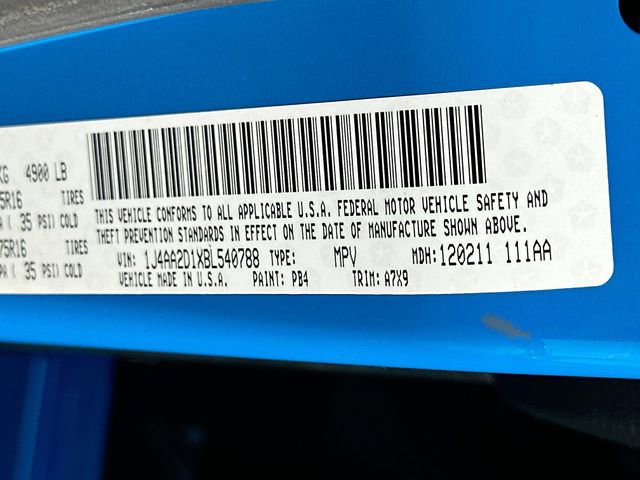 KG 4900 LB
5R16 TIRES
PA ( 35 PSI) COLD
75R16 TIRES
PA ( 35 PSI) COLD
THIS VEHICLE CONFORMS TO ALL APPLICABLE U.S.A. FEDERAL MOTOR VEHICLE SAFETY AND
THEFT PREVENTION STANDARDS IN EFFECT ON THE DATE OF MANUFACTURE SHOWN ABOVE.
VIN: 1J4AA2D1XBL540788 TYPE: MPV MDH:120211 111AA
VEHICLE MADE IN U.S.A. PAINT: PB4 TRIM: A7X9